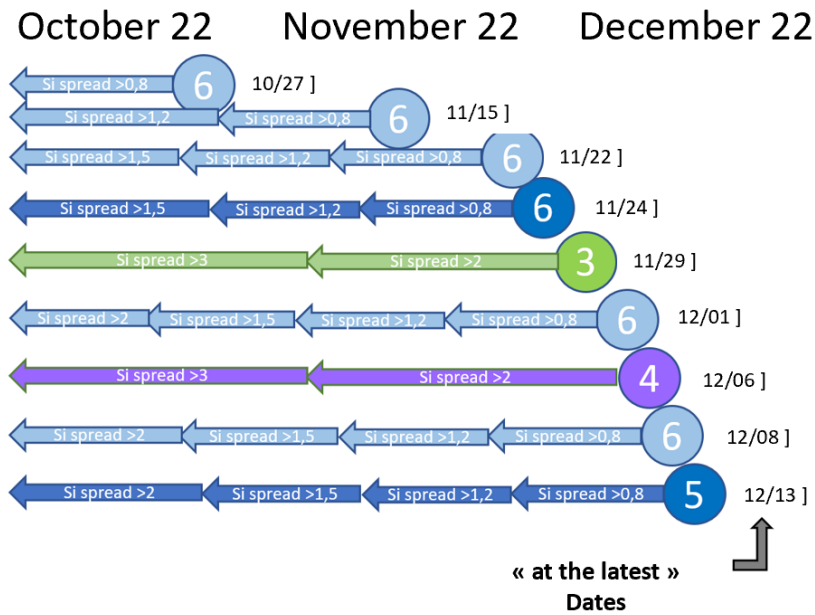 October 22 November 22 December 22
Si spread >0,8 6 10/27 ]
Si spread >1,2 Si spread >0,8 6 11/15 ]
Si spread >1,5 Si spread >1,2 Si spread >0,8 6 11/22 ]
Si spread >1,5 Si spread >1,2 Si spread >0,8 6 11/24 ]
Si spread >3 Si spread >2 3 11/29 ]
Si spread >2 Si spread >1,5 Si spread >1,2 Si spread >0,8 6 12/01 ]
Si spread >3 Si spread >2 4 12/06 ]
Si spread >2 Si spread >1,5 Si spread >1,2 Si spread >0,8 6 12/08 ]
Si spread >2 Si spread >1,5 Si spread >1,2 Si spread >0,8 5 12/13 ]
« at the latest »
Dates